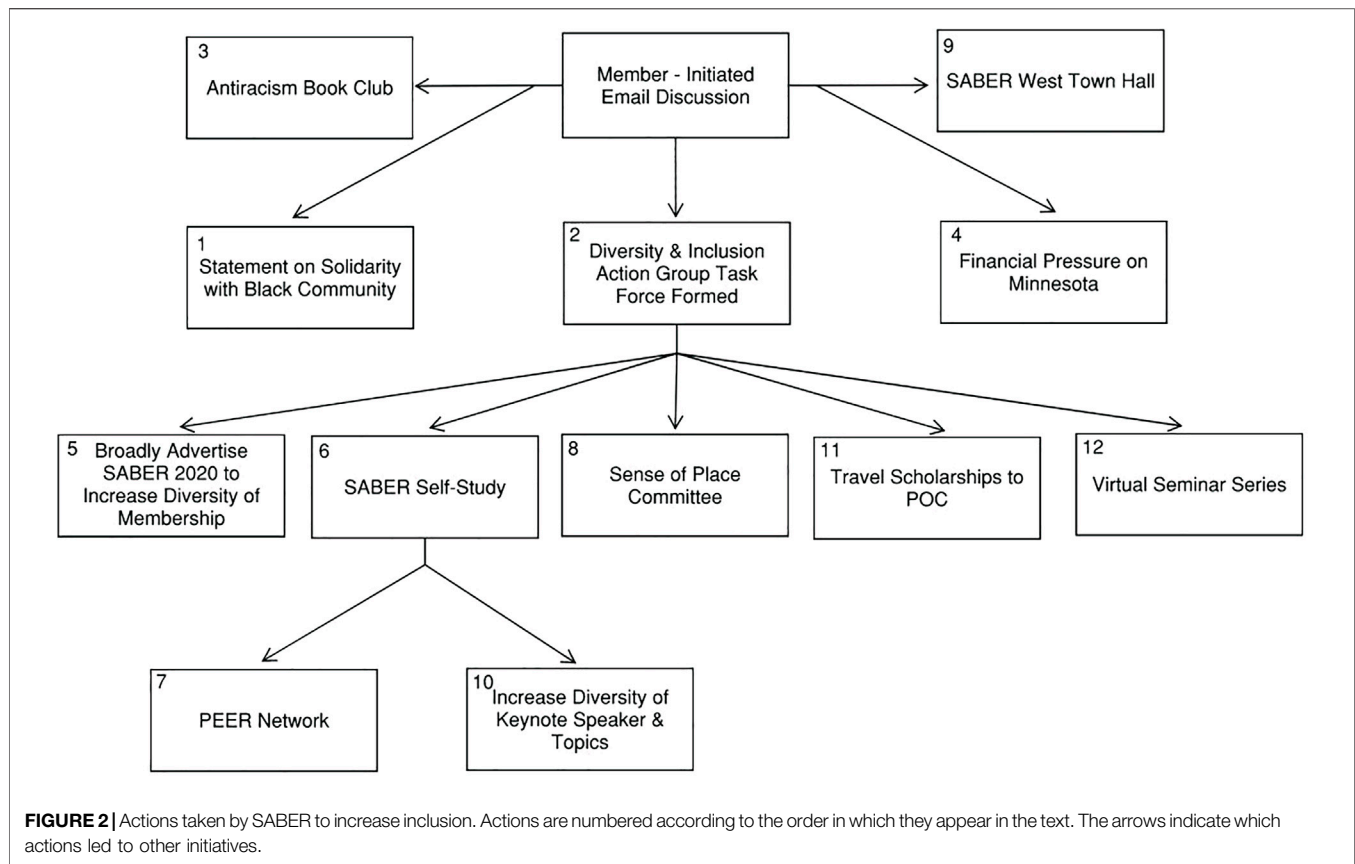 3
Antiracism Book Club
Member - Initiated
Email Discussion
9
SABER West Town Hall
1
Statement on Solidarity
with Black Community
2
Diversity & Inclusion
Action Group Task
Force Formed
4
Financial Pressure on
Minnesota
5
Broadly Advertise
SABER 2020 to
Increase Diversity of
Membership
6
SABER Self-Study
8
Sense of Place
Committee
11
Travel Scholarships to
POC
12
Virtual Seminar Series
7
PEER Network
10
Increase Diversity of
Keynote Speaker &
Topics
FIGURE 2 | Actions taken by SABER to increase inclusion. Actions are numbered according to the order in which they appear in the text. The arrows indicate which
actions led to other initiatives.